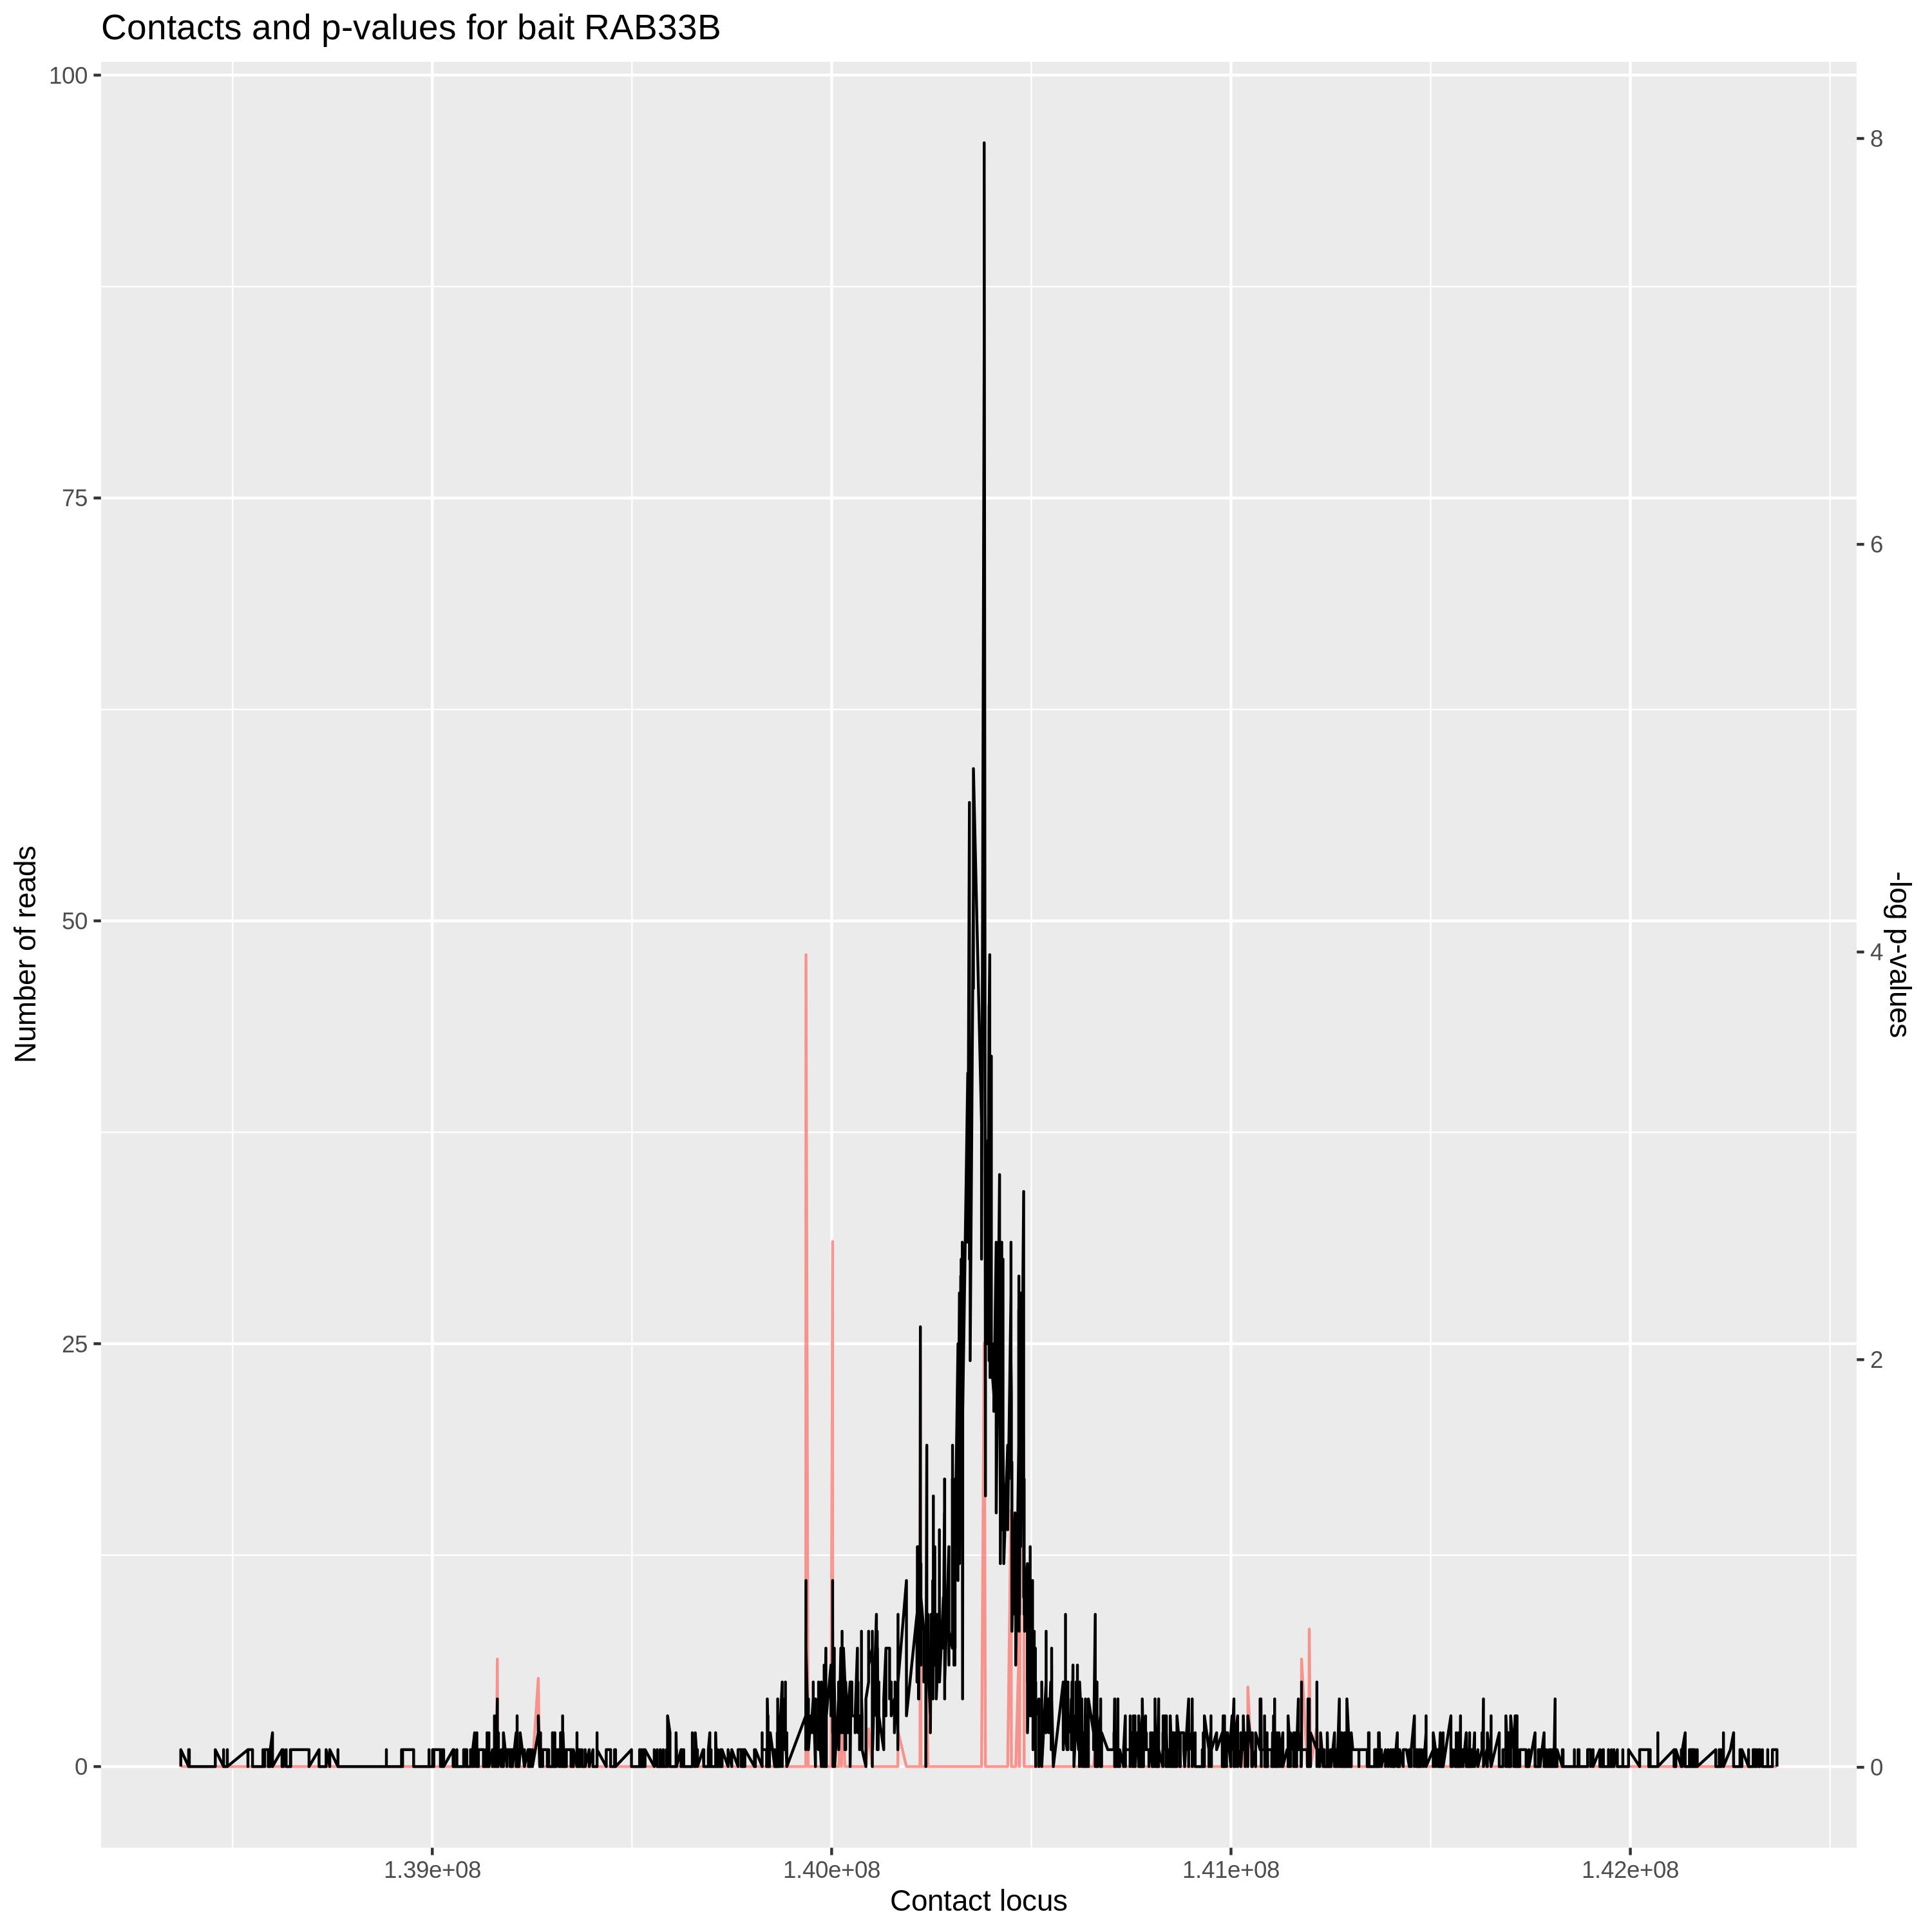 Contacts and p-values for bait RAB33B
100
75
50
25
0
Number of reads
8
6
4
2
0
-log p-values
1.39e+08
1.40e+08
1.41e+08
1.42e+08
Contact locus